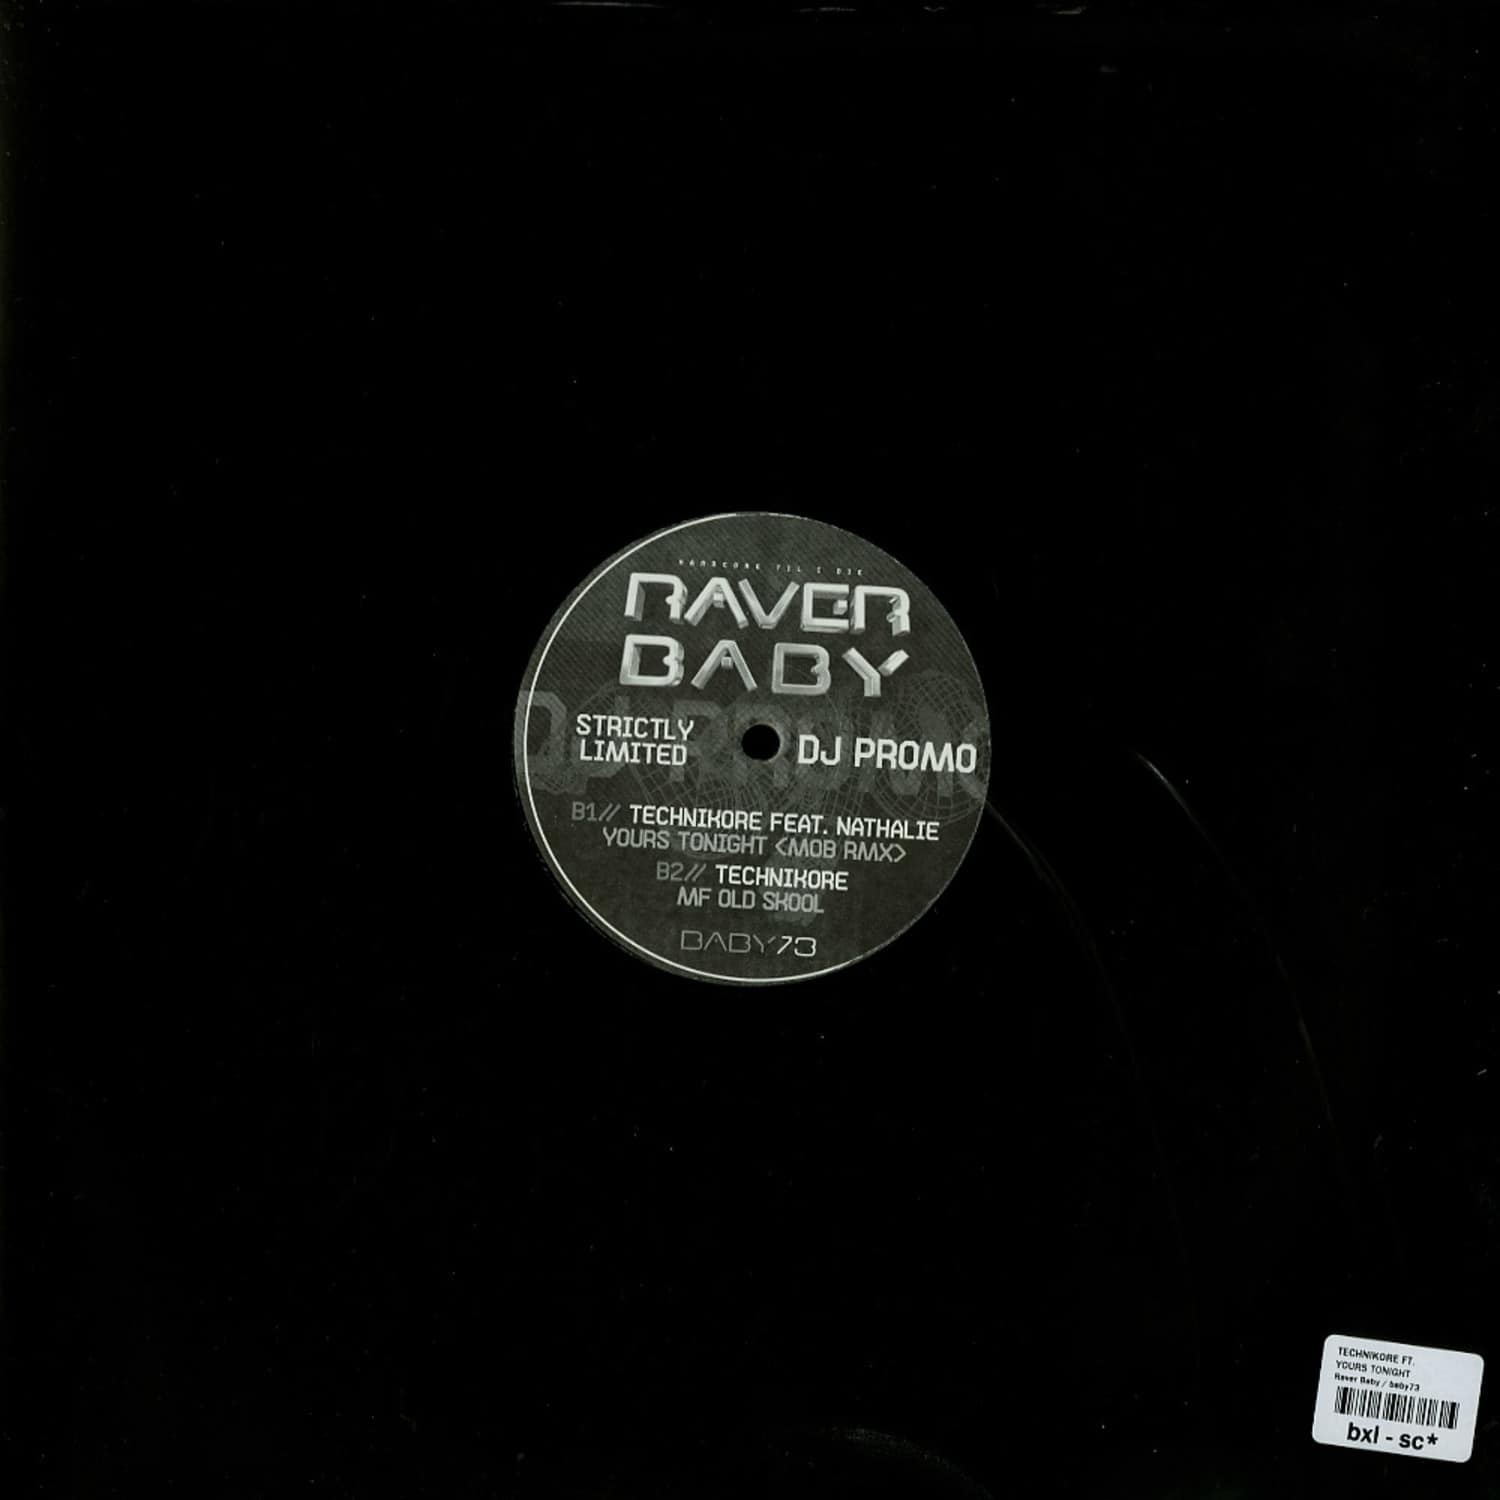 HARDCORE TIL I DIE
RAVER
BABY
STRICTLY
LIMITED
DJ PROMO
B1// TECHNIKORE FEAT. NATHALIE
YOURS TONIGHT <MOB RMX>
B2// TECHNIKORE
MF OLD SKOOL
BABY73
TECHNIKORE FT.
YOURS TONIGHT
Raver Baby / baby73
bxl - sc*